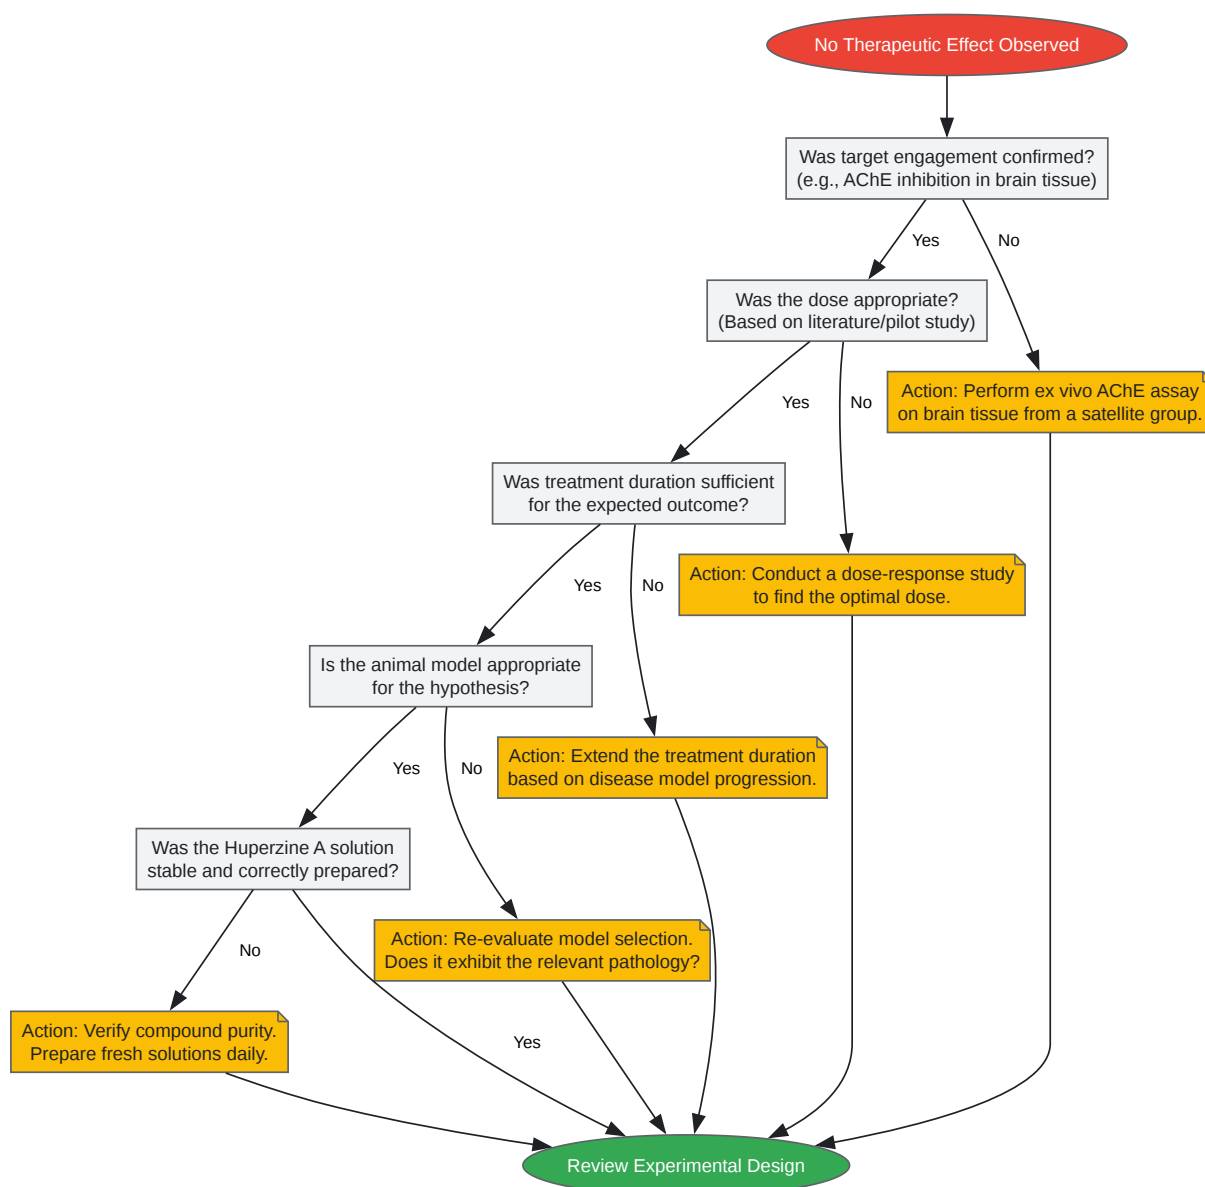 No Therapeutic Effect Observed
Was target engagement confirmed?
(e.g., AChE inhibition in brain tissue)
Yes
No
Was the dose appropriate?
(Based on literature/pilot study)
Action: Perform ex vivo AChE assay
on brain tissue from a satellite group.
Yes
No
Was treatment duration sufficient
for the expected outcome?
Action: Conduct a dose-response study
to find the optimal dose.
Yes
No
Is the animal model appropriate
for the hypothesis?
Action: Extend the treatment duration
based on disease model progression.
Yes
No
Was the Huperzine A solution
stable and correctly prepared?
Action: Re-evaluate model selection.
Does it exhibit the relevant pathology?
No
Yes
Action: Verify compound purity.
Prepare fresh solutions daily.
Review Experimental Design